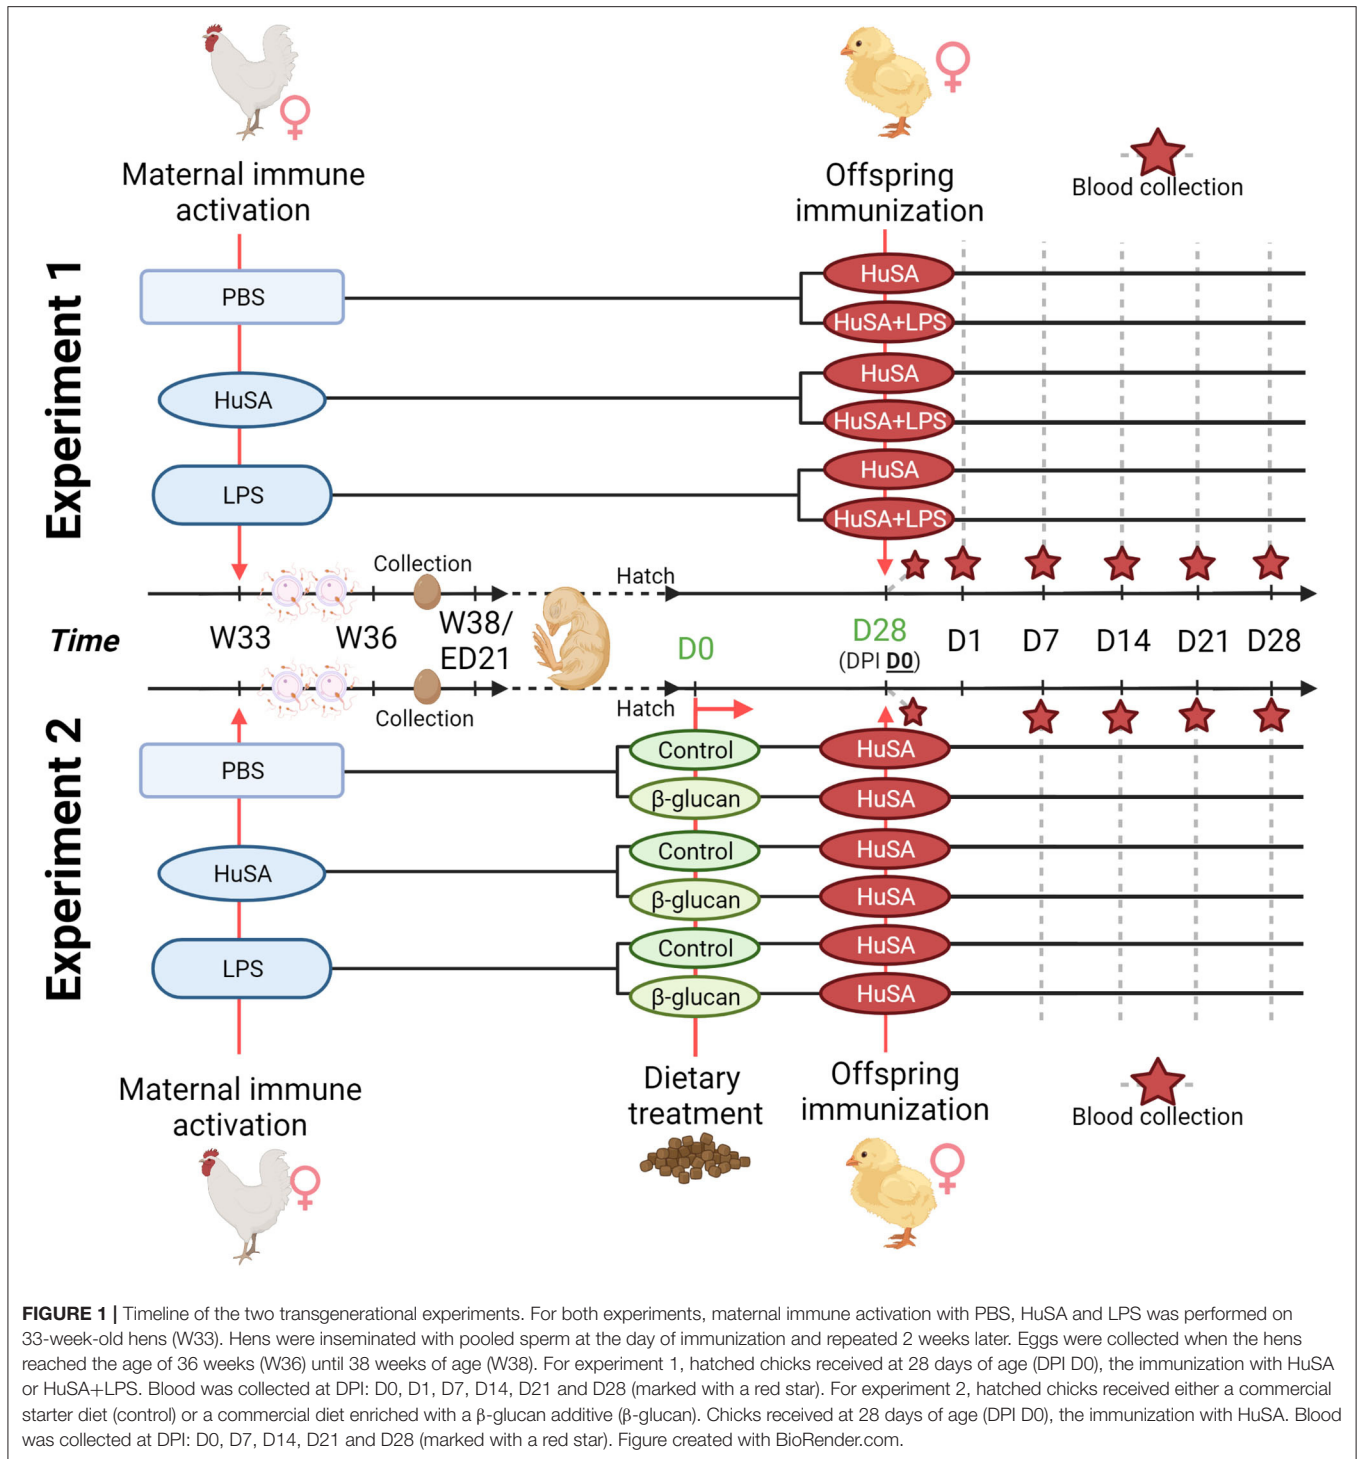 Maternal immune
activation
Offspring
immunization
Blood collection
Experiment 1
PBS
HuSA
HuSA+LPS
HuSA
HuSA
HuSA+LPS
LPS
HuSA
HuSA+LPS
Collection
Hatch
Time
W33
W36
W38/
ED21
D0
D28
(DPI D0)
D1
D7
D14
D21
D28
Collection
Hatch
Experiment 2
PBS
Control
HuSA
β-glucan
HuSA
HuSA
Control
HuSA
β-glucan
HuSA
LPS
Control
HuSA
β-glucan
HuSA
Maternal immune
activation
Dietary
treatment
Offspring
immunization
Blood collection
FIGURE 1 | Timeline of the two transgenerational experiments. For both experiments, maternal immune activation with PBS, HuSA and LPS was performed on
33-week-old hens (W33). Hens were inseminated with pooled sperm at the day of immunization and repeated 2 weeks later. Eggs were collected when the hens
reached the age of 36 weeks (W36) until 38 weeks of age (W38). For experiment 1, hatched chicks received at 28 days of age (DPI D0), the immunization with HuSA
or HuSA+LPS. Blood was collected at DPI: D0, D1, D7, D14, D21 and D28 (marked with a red star). For experiment 2, hatched chicks received either a commercial
starter diet (control) or a commercial diet enriched with a β-glucan additive (β-glucan). Chicks received at 28 days of age (DPI D0), the immunization with HuSA. Blood
was collected at DPI: D0, D7, D14, D21 and D28 (marked with a red star). Figure created with BioRender.com.